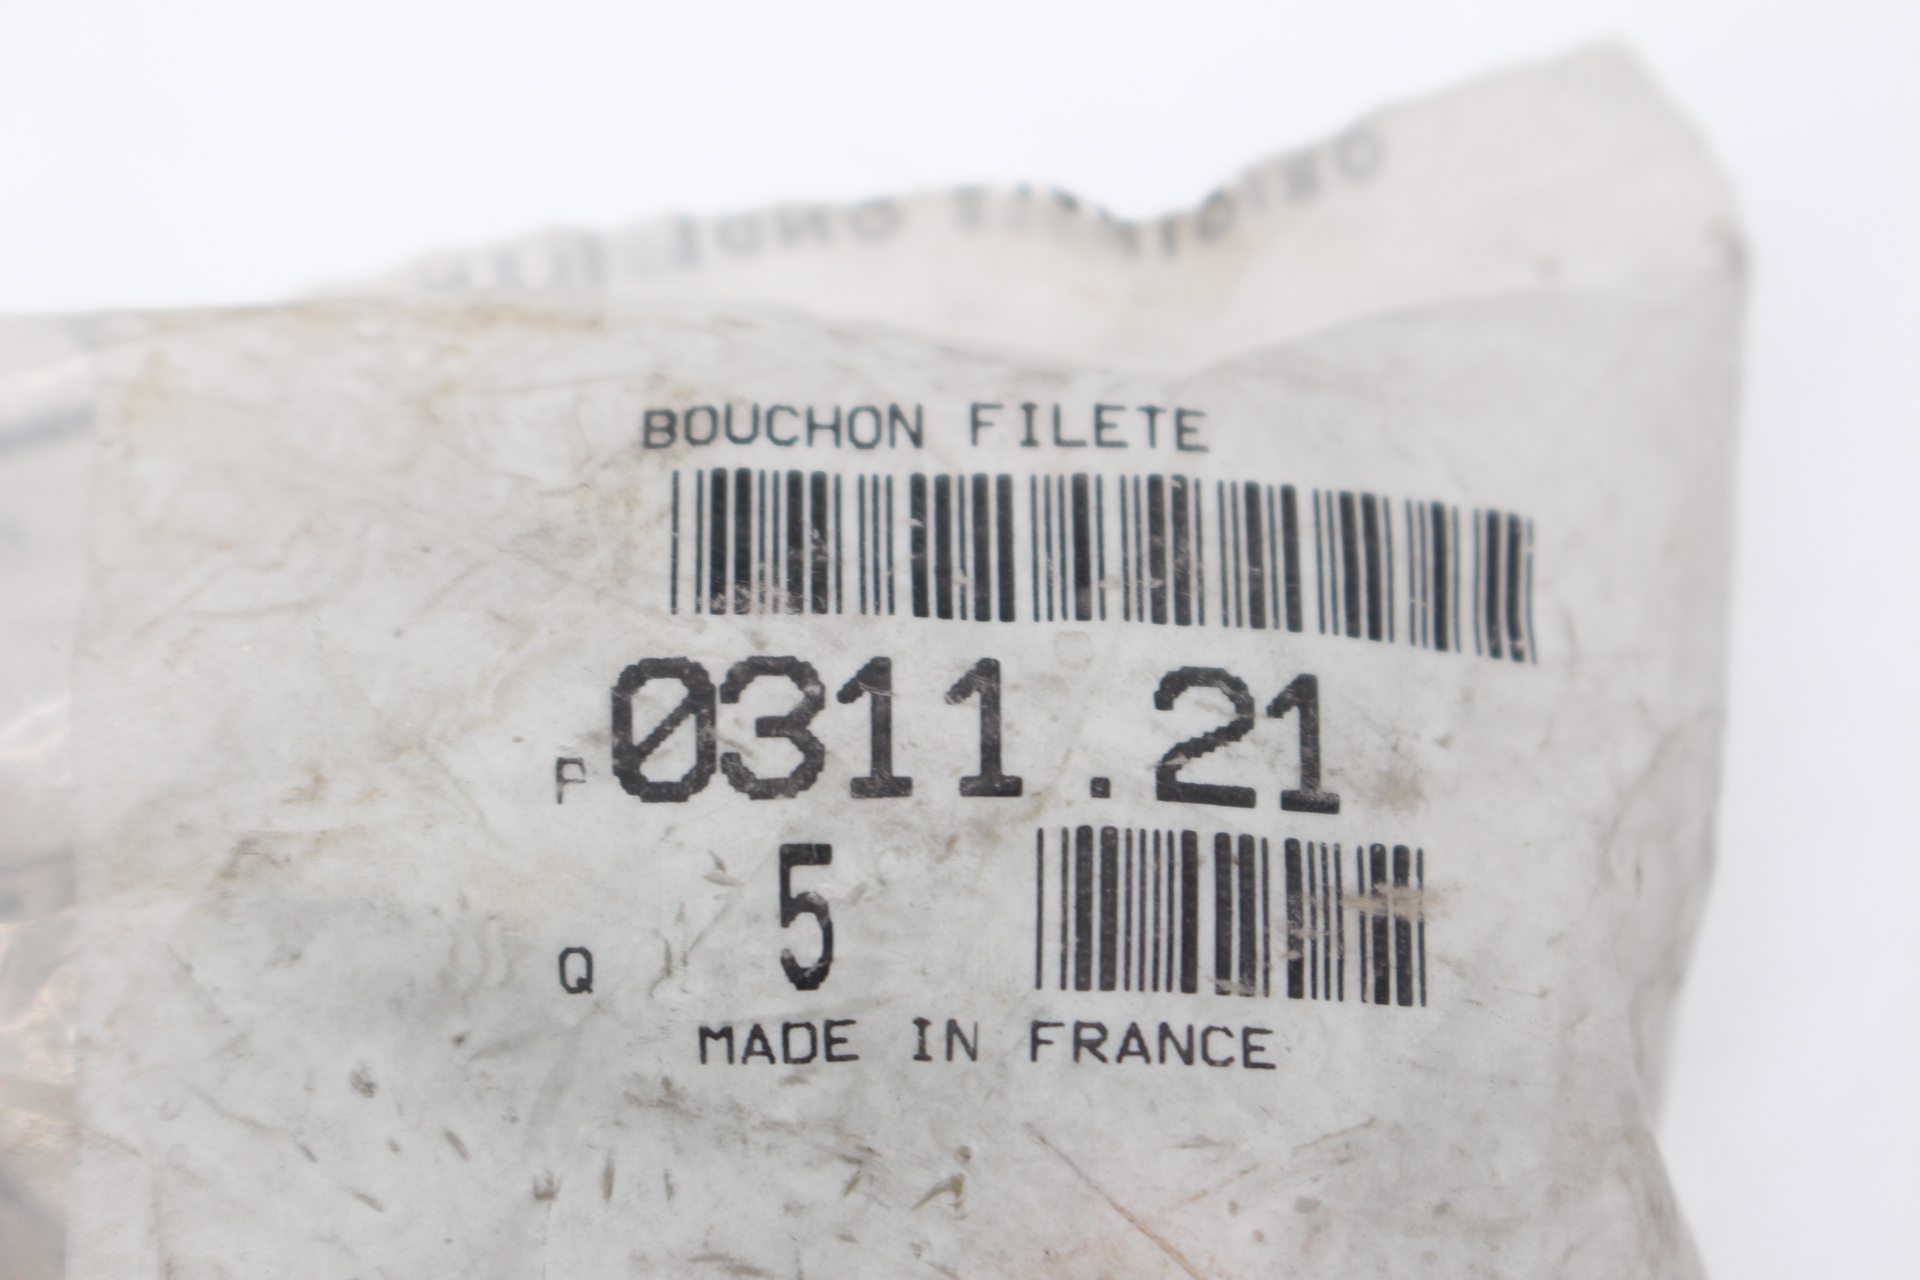 BOUCHON FILETE
P 0311.21
Q 5
MADE IN FRANCE